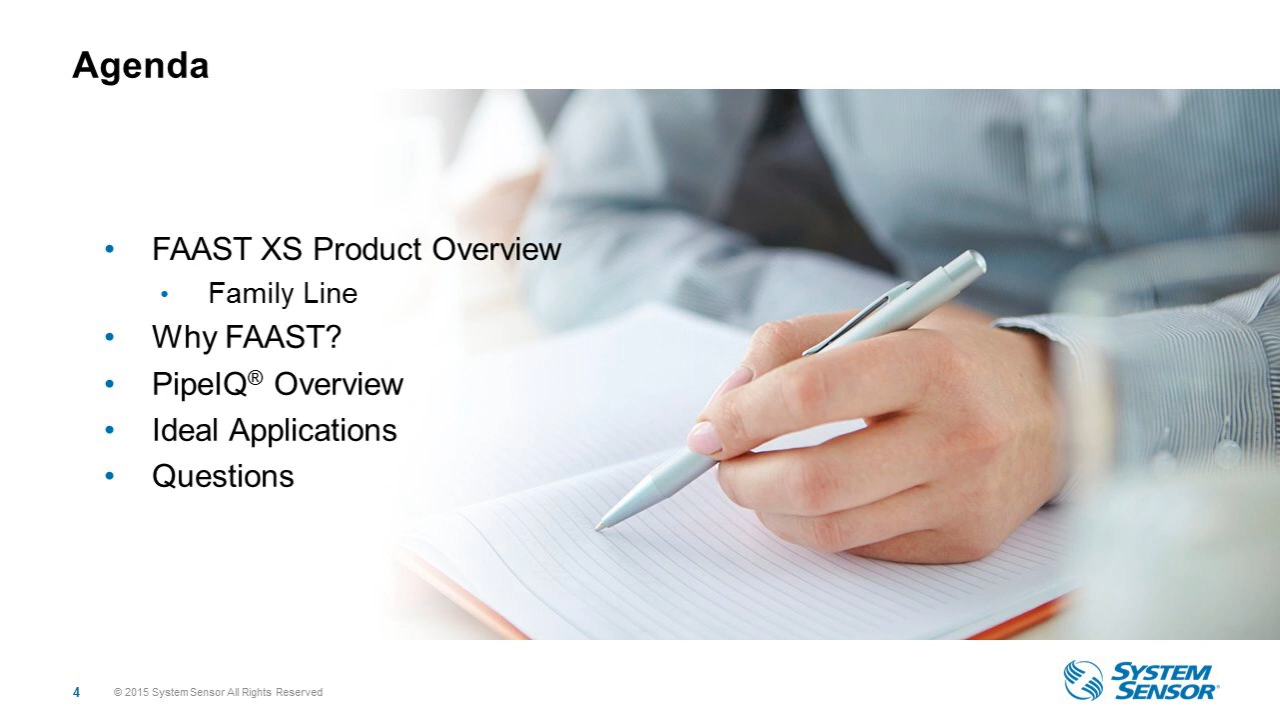 Agenda
• FAAST XS Product Overview
• Family Line
• Why FAAST?
• PipeIQ® Overview
• Ideal Applications
• Questions
4 © 2015 System Sensor All Rights Reserved
SYSTEM
SENSOR®